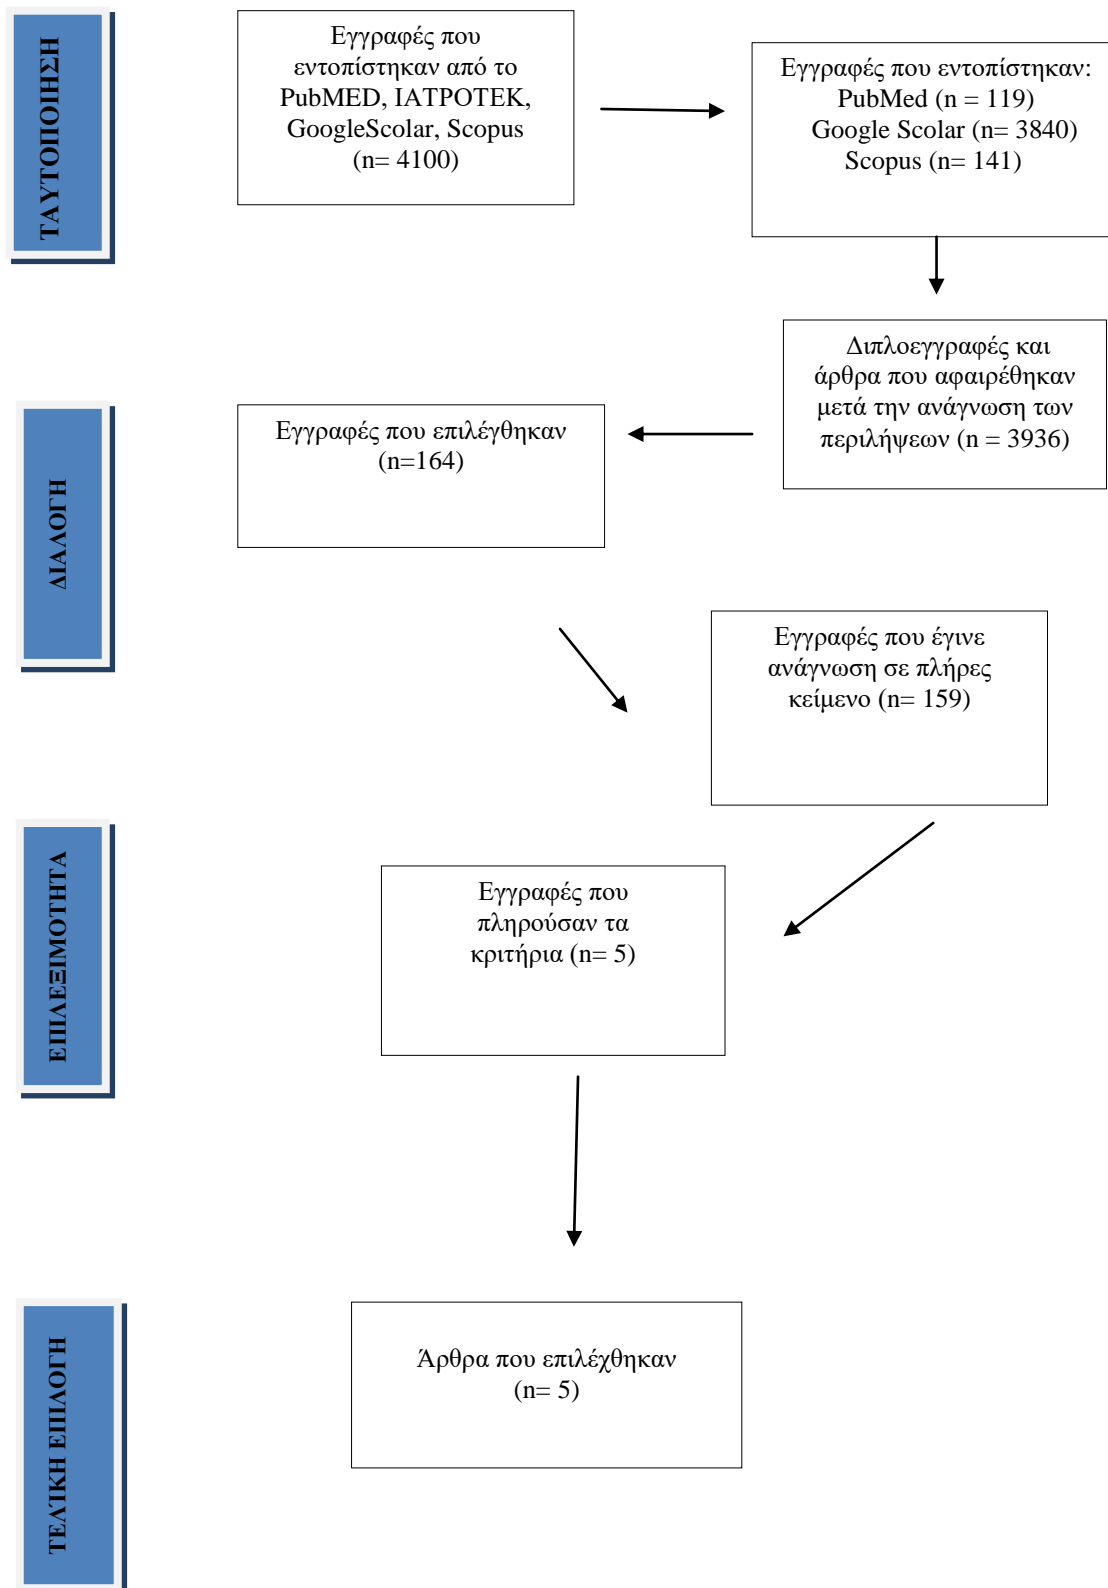 ΤΑΥΤΟΠΟΙΗΣΗ
Εγγραφές που
εντοπίστηκαν από το
PubMED, ΙΑΤΡΟΤΕΚ,
GoogleScolar, Scopus
(n= 4100)
Εγγραφές που εντοπίστηκαν:
PubMed (n = 119)
Google Scolar (n= 3840)
Scopus (n = 141)
Διπλοεγγραφές και
άρθρα που αφαιρέθηκαν
μετά την ανάγνωση των
περιλήψεων (n = 3936)
ΔΙΑΛΟΓΗ
Εγγραφές που επιλέγθηκαν
(n=164)
Εγγραφές που έγινε
ανάγνωση σε πλήρες
κείμενο (n= 159)
ΕΠΙΛΕΞΙΜΟΤΗΤΑ
Εγγραφές που
πληρούσαν τα
κριτήρια (n= 5)
ΤΕΛΊΚΗ ΕΠΙΛΟΓΗ
Άρθρα που επιλέχθηκαν
(n= 5)